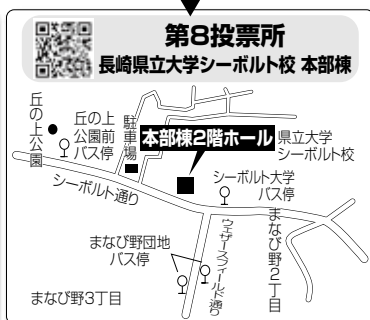 第8投票所
長崎県立大学シーボルト校 本部棟
丘の上公園
丘の上
公園前
バス停
駐車場
本部棟2階ホール
県立大学
シーボルト校
シーボルト通り
シーボルト大学
バス停
まなび野団地
バス停
ウェザースフィールド通り
まなび野2丁目
まなび野3丁目